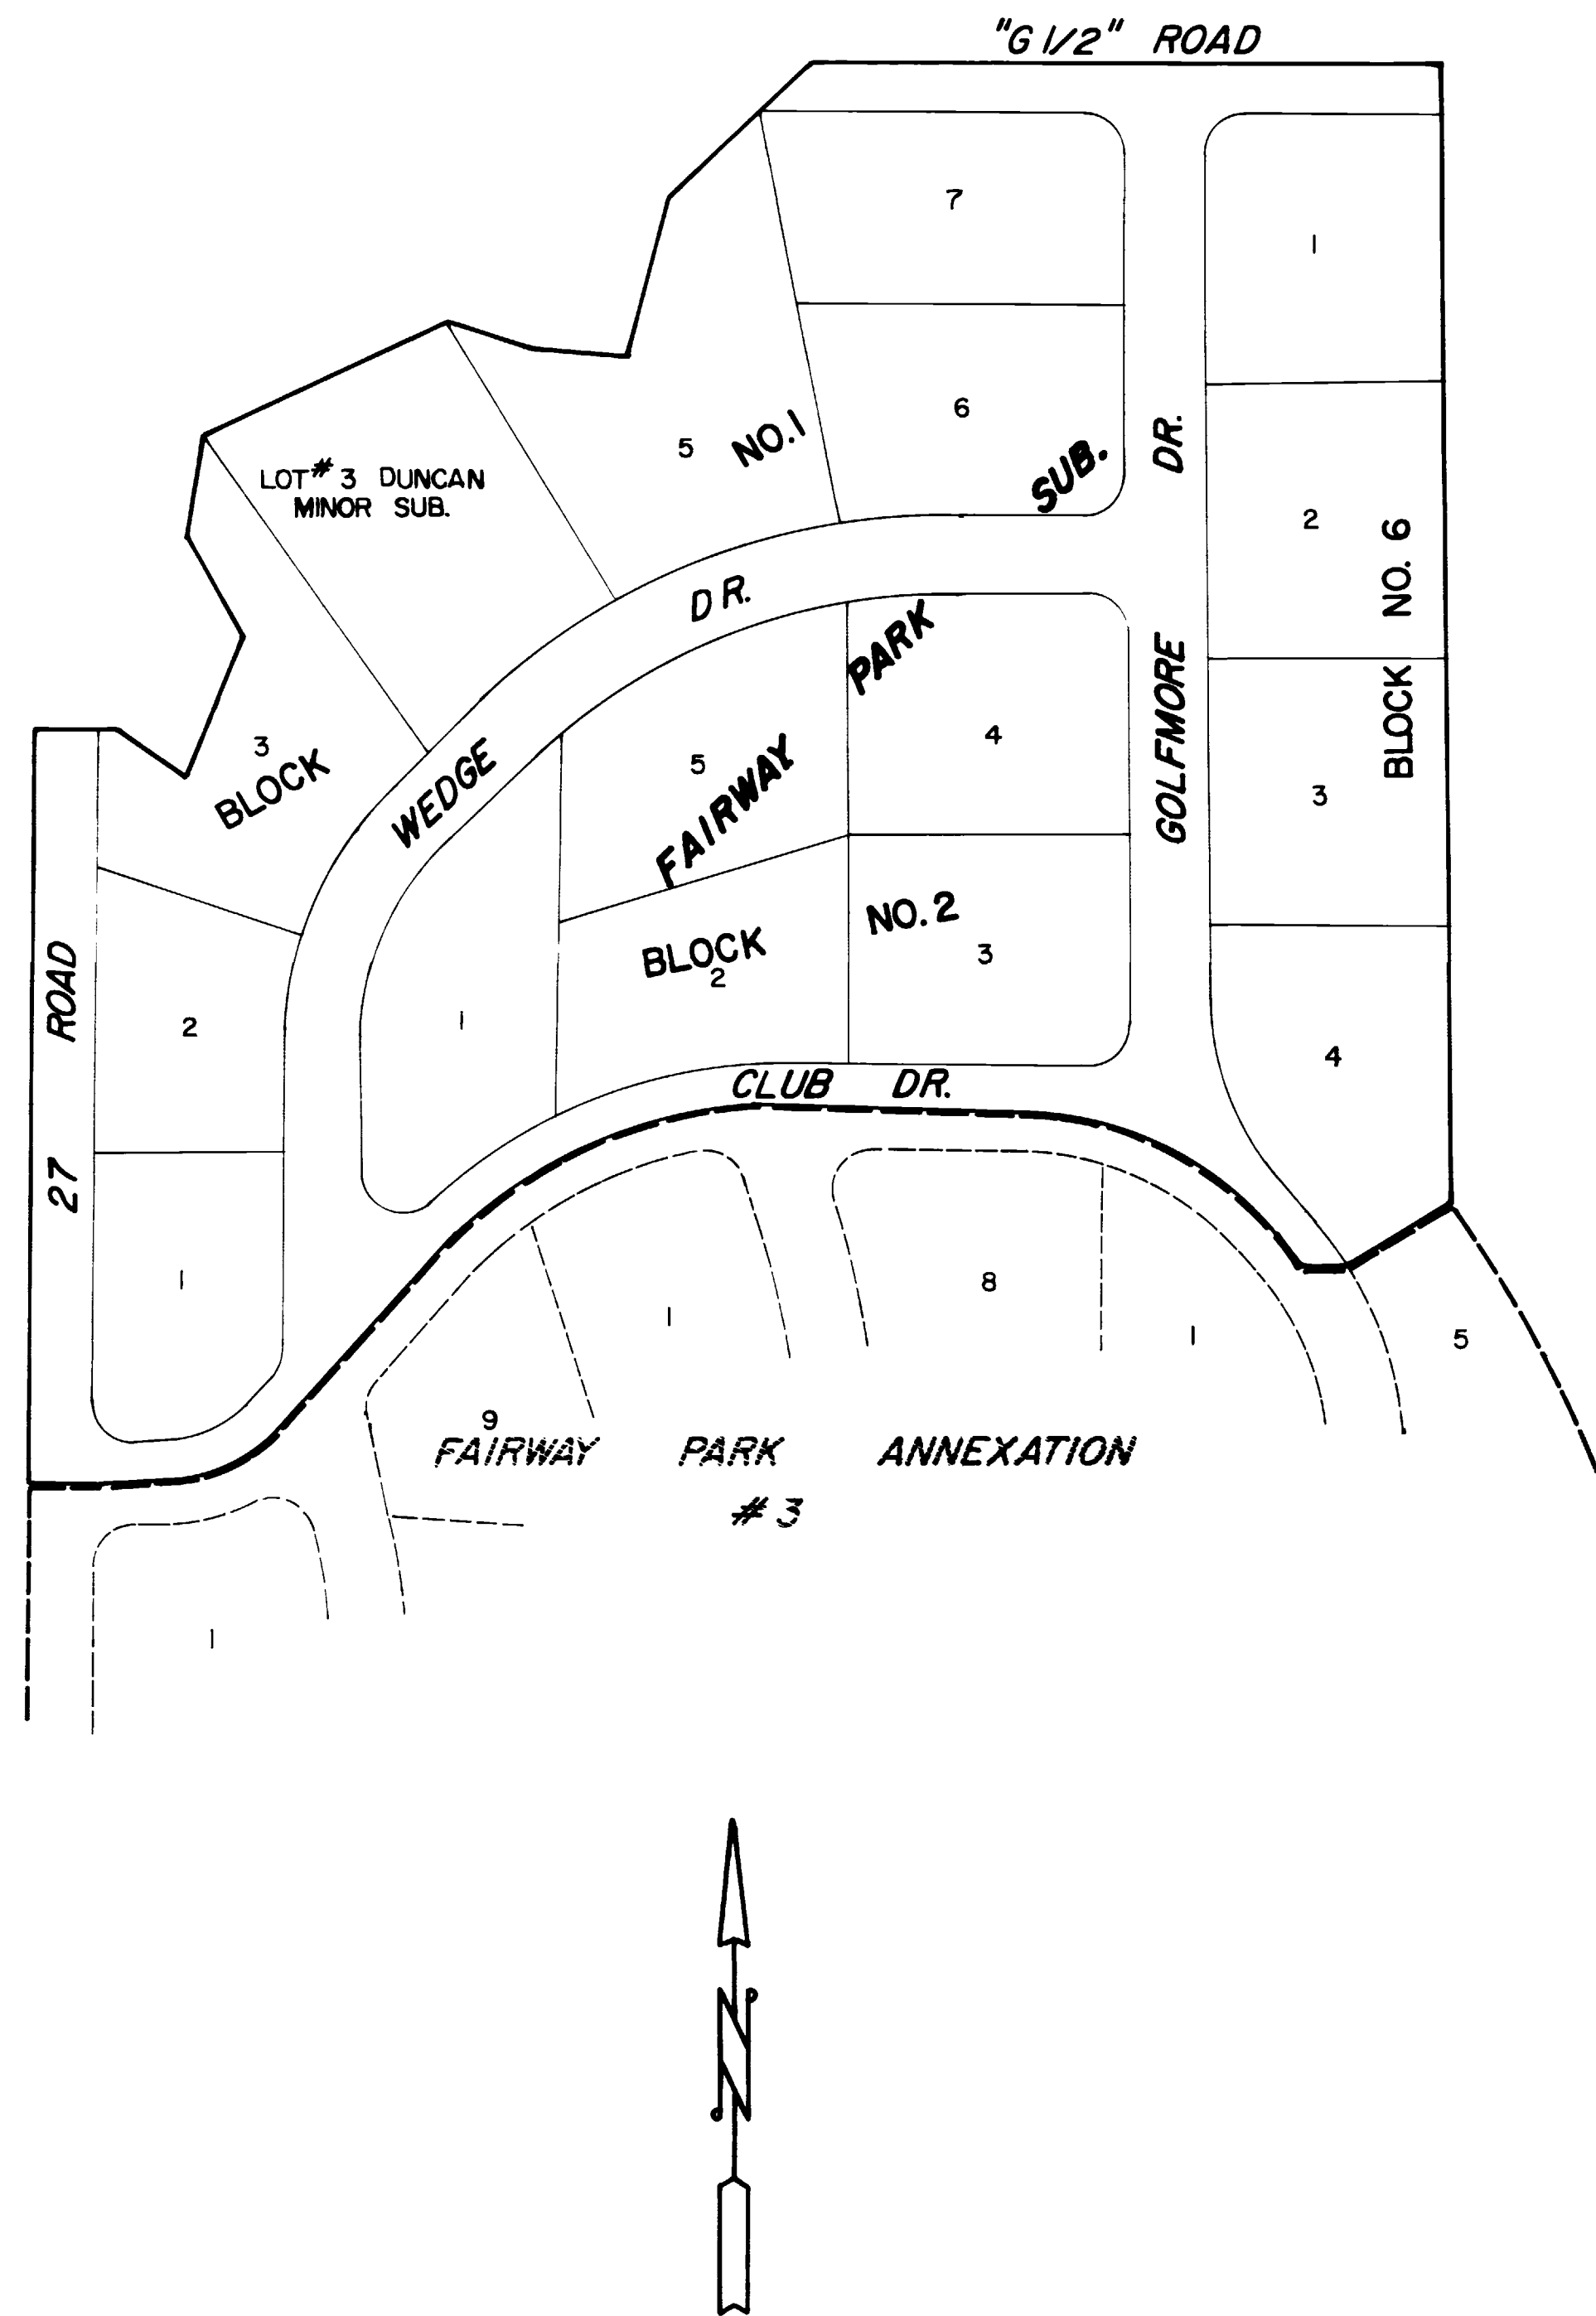 "G 1/2" ROAD
7
1
6
5
NO. 1
SUB.
DR.
LOT # 3 DUNCAN
MINOR SUB.
2
BLOCK NO. 6
DR.
PARK
GOLFMORE
4
3
BLOCK
WEDGE
5
FAIRWAY
3
NO. 2
BLOCK
2
3
27 ROAD
2
1
4
CLUB DR.
1
1
8
1
5
9
FAIRWAY PARK ANNEXATION
# 3
1
N